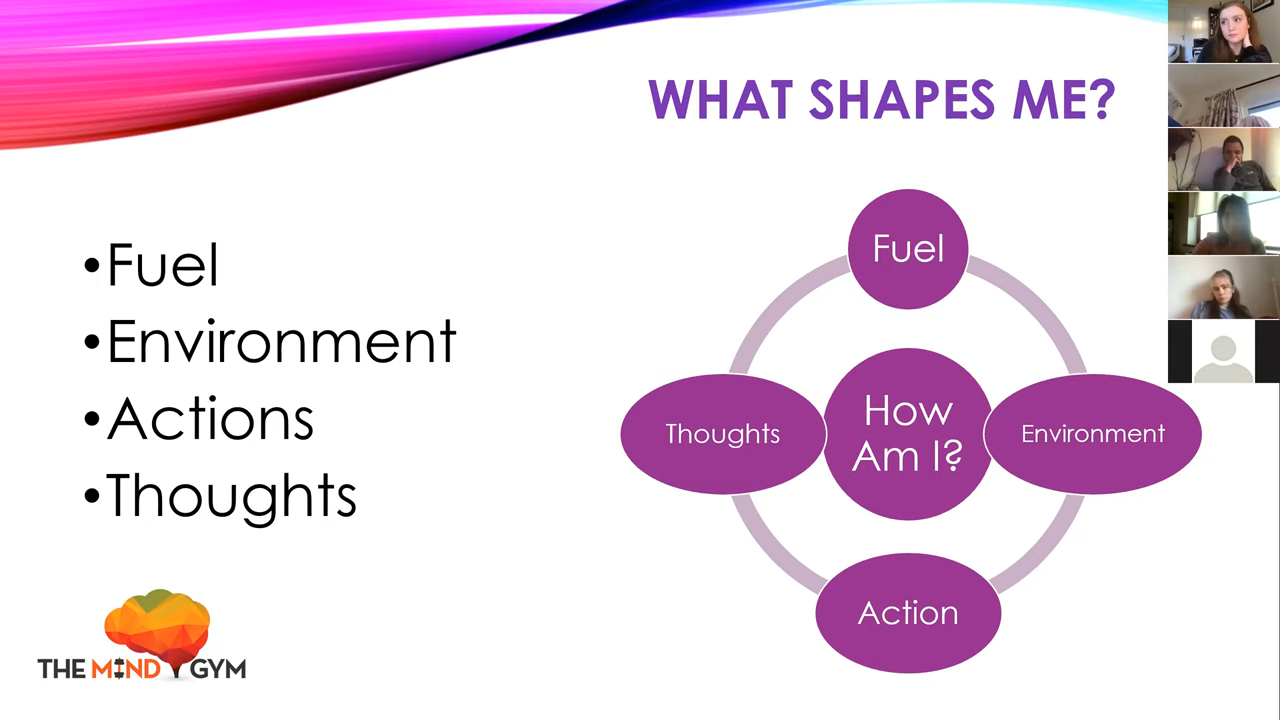 WHAT SHAPES ME?
•Fuel
•Environment
•Actions
•Thoughts
Fuel
Thoughts
How
Am I?
Environment
Action
THE MIND GYM